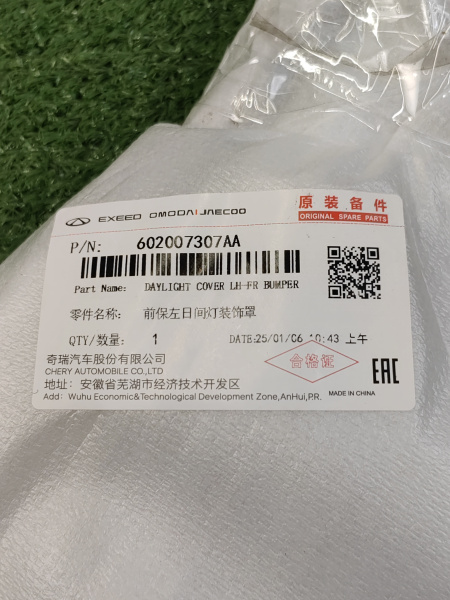 EXEED OMODA JAECOO
原装备件
ORIGINAL SPARE PARTS
P/N: 602007307AA
Part Name: DAYLIGHT COVER LH-FR BUMPER
零件名称: 前保左日间灯装饰罩
QTY/数量: 1 DATE:25/01/06 10:43 上午
奇瑞汽车股份有限公司
CHERY AUTOMOBILE CO.,LTD
合格证
EAC
地址: 安徽省芜湖市经济技术开发区
MADE IN CHINA
Add: Wuhu Economic&Technological Development Zone,AnHui,P.R.